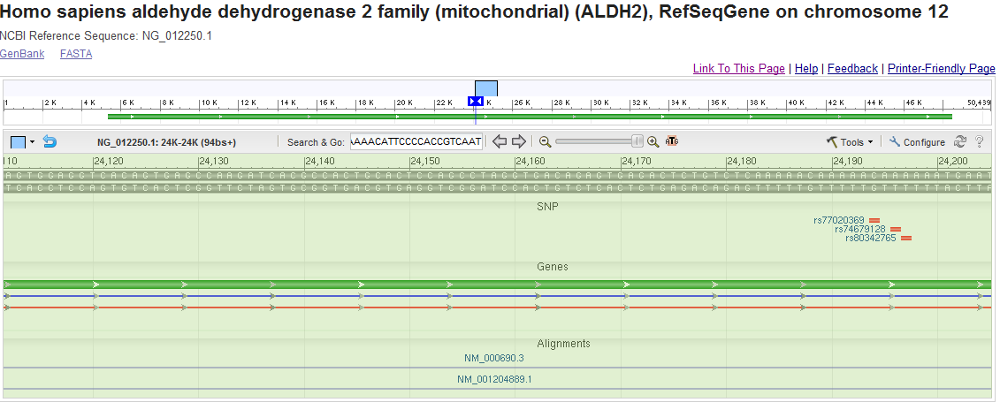 Homo sapiens aldehyde dehydrogenase 2 family (mitochondrial) (ALDH2), RefSeqGene on chromosome 12
NCBI Reference Sequence: NG_012250.1
GenBank FASTA
Link To This Page | Help | Feedback | Printer-Friendly Page
1 2 K 4 K 6 K 8 K 10 K 12 K 14 K 16 K 18 K 20 K 22 K K 26 K 28 K 30 K 32 K 34 K 36 K 38 K 40 K 42 K 44 K 46 K 50,439
NG_012250.1: 24K-24K (94bs+) Search & Go: AAACATTCCCCACCGTCAAT ATG Tools Configure ?
110 24,120 24,130 24,140 24,150 24,160 24,170 24,180 24,190 24,200
SNP
rs77020369
rs74679128
rs80342765
Genes
Alignments
NM_000690.3
NM_001204889.1